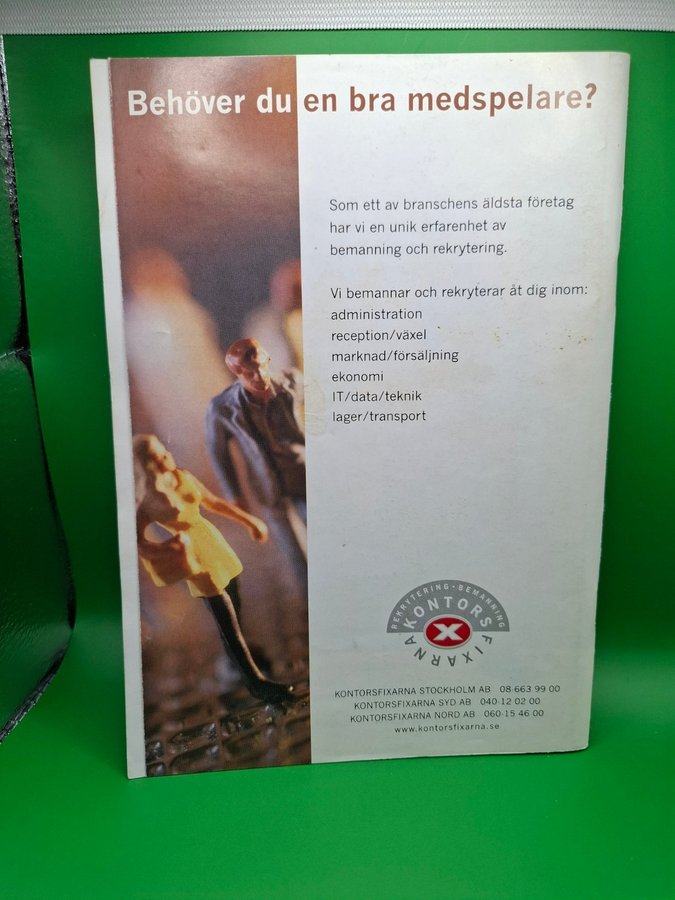 Behöver du en bra medspelare?
Som ett av branschens äldsta företag
har vi en unik erfarenhet av
bemanning och rekrytering.
Vi bemannar och rekryterar åt dig inom:
administration
reception/växel
marknad/försäljning
ekonomi
IT/data/teknik
lager/transport
REKRYTERING · BEMANNING
KONTORS
X
FIXARNA
KONTORSFIXARNA STOCKHOLM AB 08-663 99 00
KONTORSFIXARNA SYD AB 040-12 02 00
KONTORSFIXARNA NORD AB 060-15 46 00
www.kontorsfixarna.se